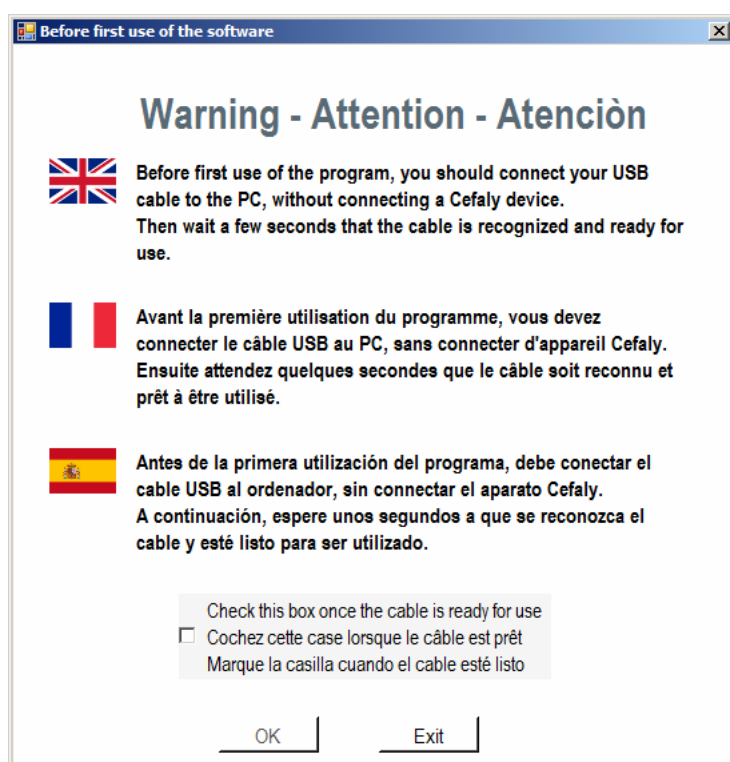 Before first use of the software
Warning - Attention - Atenciòn
Before first use of the program, you should connect your USB
cable to the PC, without connecting a Cefaly device.
Then wait a few seconds that the cable is recognized and ready for
use.
Avant la première utilisation du programme, vous devez
connecter le câble USB au PC, sans connecter d'appareil Cefaly.
Ensuite attendez quelques secondes que le câble soit reconnu et
prêt à être utilisé.
Antes de la primera utilización del programa, debe conectar el
cable USB al ordenador, sin connectar el aparato Cefaly.
A continuación, espere unos segundos a que se reconozca el
cable y esté listo para ser utilizado.
Check this box once the cable is ready for use
Cochez cette case lorsque le câble est prêt
Marque la casilla cuando el cable esté listo
OK Exit